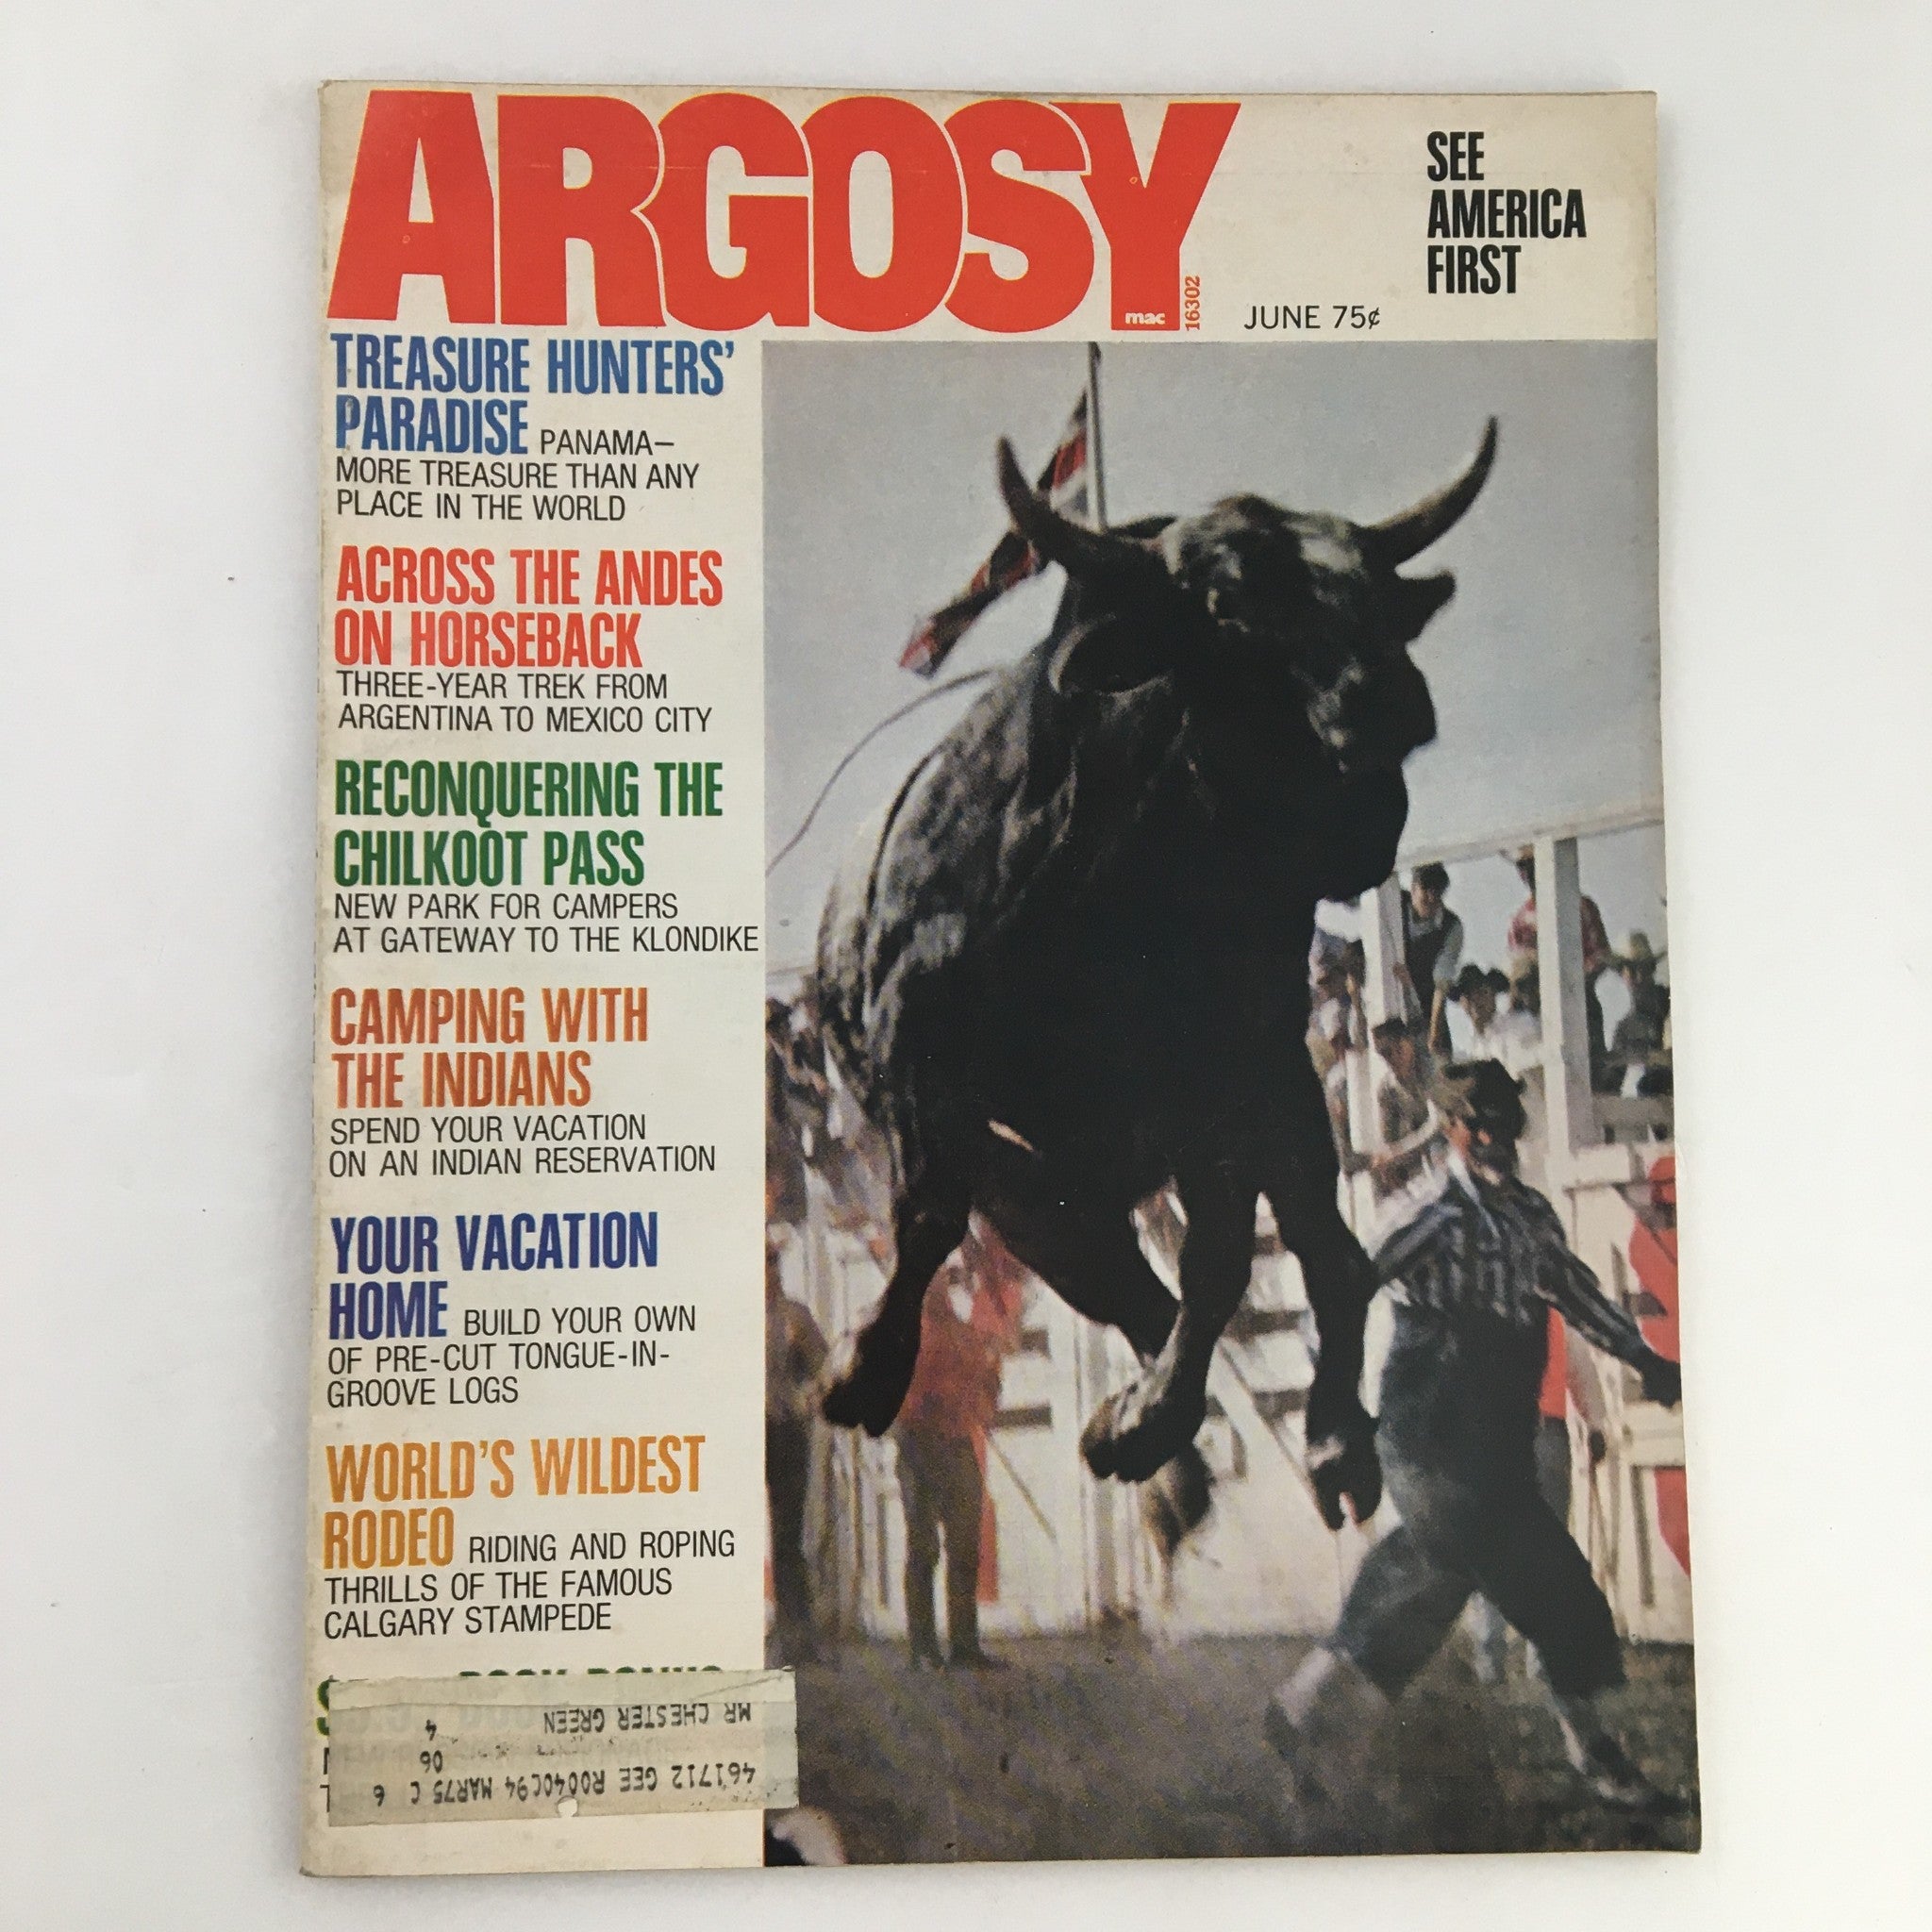 ARGOSY
mac
16302
JUNE 75¢
SEE
AMERICA
FIRST
TREASURE HUNTERS'
PARADISE PANAMA—
MORE TREASURE THAN ANY
PLACE IN THE WORLD
ACROSS THE ANDES
ON HORSEBACK
THREE-YEAR TREK FROM
ARGENTINA TO MEXICO CITY
RECONQUERING THE
CHILKOOT PASS
NEW PARK FOR CAMPERS
AT GATEWAY TO THE KLONDIKE
CAMPING WITH
THE INDIANS
SPEND YOUR VACATION
ON AN INDIAN RESERVATION
YOUR VACATION
HOME BUILD YOUR OWN
OF PRE-CUT TONGUE-IN-
GROOVE LOGS
WORLD'S WILDEST
RODEO RIDING AND ROPING
THRILLS OF THE FAMOUS
CALGARY STAMPEDE
BOOK BONUS
461712 GEE R0040C94 MAR75 C 6
06
MR CHESTER GREEN 4